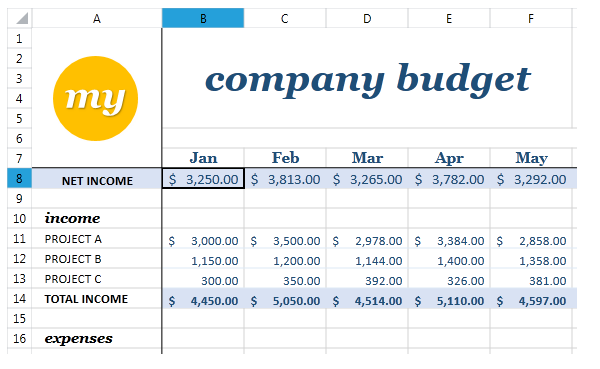 A B C D E F
1
2
3
4
5
my
company budget
6
7 Jan Feb Mar Apr May
8 NET INCOME $ 3,250.00 $ 3,813.00 $ 3,265.00 $ 3,782.00 $ 3,292.00
9
10 income
11 PROJECT A $ 3,000.00 $ 3,500.00 $ 2,978.00 $ 3,384.00 $ 2,858.00
12 PROJECT B 1,150.00 1,200.00 1,144.00 1,400.00 1,358.00
13 PROJECT C 300.00 350.00 392.00 326.00 381.00
14 TOTAL INCOME $ 4,450.00 $ 5,050.00 $ 4,514.00 $ 5,110.00 $ 4,597.00
15
16 expenses